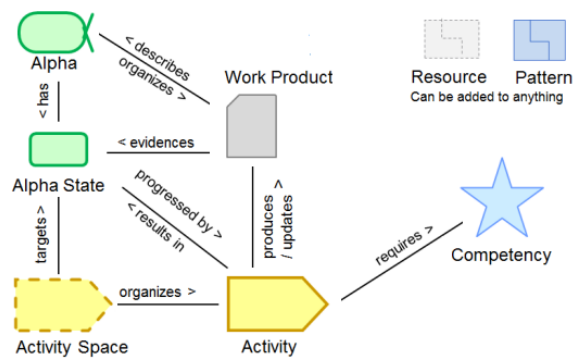 < describes
organizes >
Alpha
Work Product
Resource
Pattern
Can be added to anything
< has
< evidences
Alpha State
progressed by >
< results in
produces >
/ updates
targets >
requires >
Competency
organizes >
Activity Space
Activity